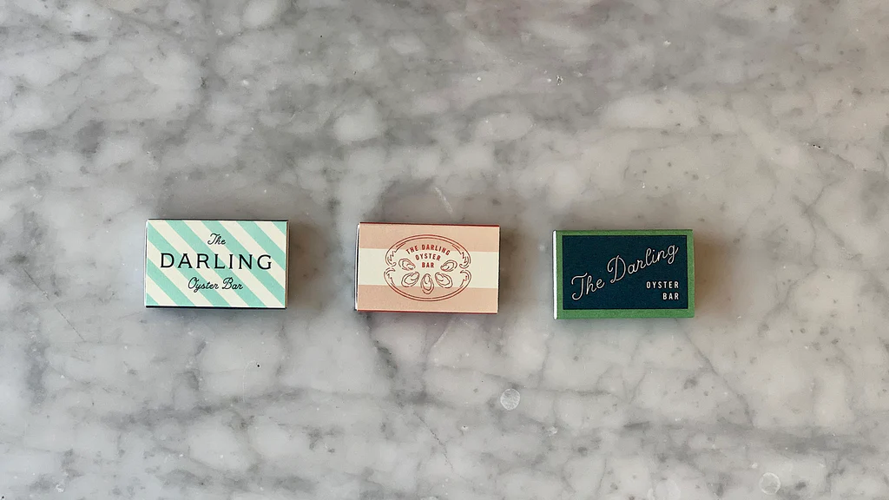 The
DARLING
Oyster Bar
THE DARLING
OYSTER
BAR
The Darling
OYSTER
BAR